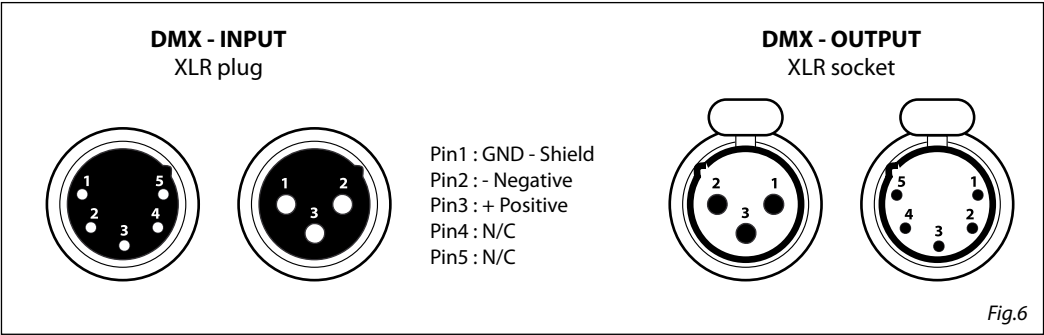 DMX - INPUT
XLR plug
DMX - OUTPUT
XLR socket
1 5
2 4
3
1 2
3
Pin1 : GND - Shield
Pin2 : - Negative
Pin3 : + Positive
Pin4 : N/C
Pin5 : N/C
2 1
3
5 1
4 2
3
Fig.6